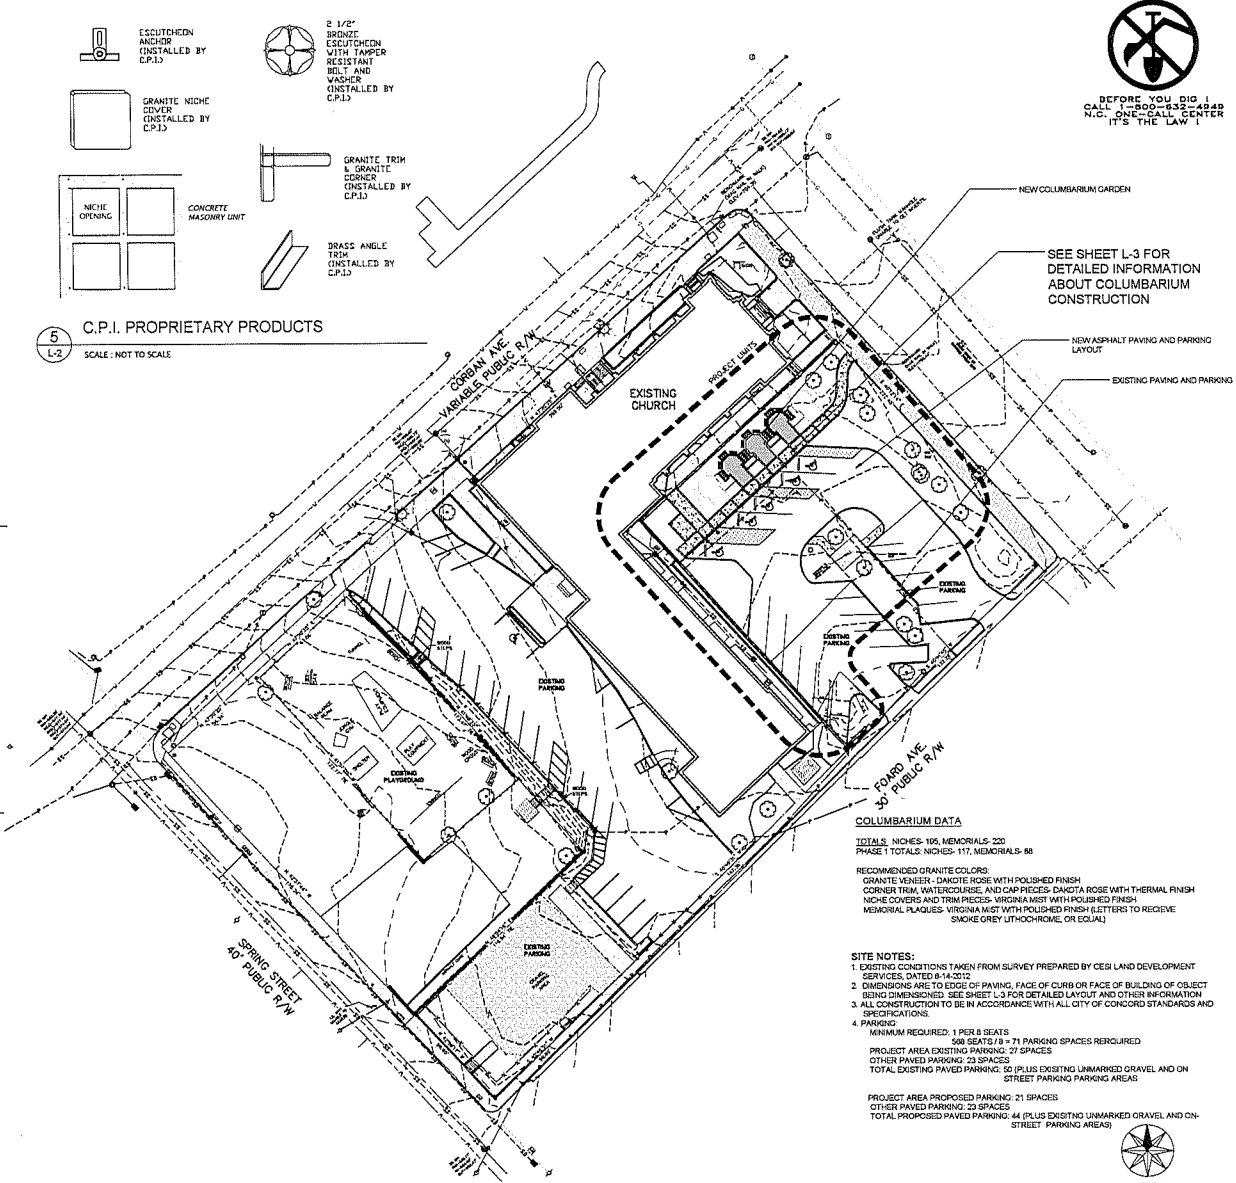 ESCUTCHEON
ANCHOR
(INSTALLED BY
C.P.I.)
2 1/2"
BRONZE
ESCUTCHEON
WITH TAMPER
RESISTANT
BOLT AND
WASHER
(INSTALLED BY
C.P.I.)
GRANITE NICHE
COVER
(INSTALLED BY
C.P.I.)
GRANITE TRIM
& GRANITE
CORNER
(INSTALLED BY
C.P.I.)
NICHE
OPENING
CONCRETE
MASONRY UNIT
BRASS ANGLE
TRIM
(INSTALLED BY
C.P.I.)
5
L-2
C.P.I. PROPRIETARY PRODUCTS
SCALE : NOT TO SCALE
BEFORE YOU DIG !
CALL 1-800-632-4949
N.C. ONE-CALL CENTER
IT'S THE LAW !
NEW COLUMBARIUM GARDEN
SEE SHEET L-3 FOR
DETAILED INFORMATION
ABOUT COLUMBARIUM
CONSTRUCTION
NEW ASPHALT PAVING AND PARKING
LAYOUT
EXISTING PAVING AND PARKING
CORBAN AVE.
VARIABLE PUBLIC R/W
PROJECT LIMITS
EXISTING
CHURCH
EXISTING
PARKING
EXISTING
PARKING
WOOD
STEPS
EXISTING
PARKING
SHELTER
PLAY
EQUIPMENT
EXISTING
PLAYGROUND
WOOD
STEPS
EXISTING
PARKING
GRAVEL
PARKING
AREA
FOARD AVE.
30' PUBLIC R/W
SPRING STREET
40' PUBLIC R/W
COLUMBARIUM DATA
TOTALS: NICHES- 195, MEMORIALS- 220
PHASE 1 TOTALS: NICHES- 117, MEMORIALS- 88
RECOMMENDED GRANITE COLORS:
GRANITE VENEER - DAKOTE ROSE WITH POLISHED FINISH
CORNER TRIM, WATERCOURSE, AND CAP PIECES- DAKOTA ROSE WITH THERMAL FINISH
NICHE COVERS AND TRIM PIECES- VIRGINIA MIST WITH POLISHED FINISH
MEMORIAL PLAQUES- VIRGINIA MIST WITH POLISHED FINISH (LETTERS TO RECIEVE
SMOKE GREY LITHOCHROME, OR EQUAL)
SITE NOTES:
1. EXISTING CONDITIONS TAKEN FROM SURVEY PREPARED BY CESI LAND DEVELOPMENT
SERVICES, DATED 8-14-2012
2. DIMENSIONS ARE TO EDGE OF PAVING, FACE OF CURB OR FACE OF BUILDING OF OBJECT
BEING DIMENSIONED. SEE SHEET L-3 FOR DETAILED LAYOUT AND OTHER INFORMATION
3. ALL CONSTRUCTION TO BE IN ACCORDANCE WITH ALL CITY OF CONCORD STANDARDS AND
SPECIFICATIONS.
4. PARKING:
MINIMUM REQUIRED: 1 PER 8 SEATS
568 SEATS / 8 = 71 PARKING SPACES RERQUIRED
PROJECT AREA EXISTING PARKING: 27 SPACES
OTHER PAVED PARKING: 23 SPACES
TOTAL EXISTING PAVED PARKING: 50 (PLUS EXISITNG UNMARKED GRAVEL AND ON
STREET PARKING PARKING AREAS
PROJECT AREA PROPOSED PARKING: 21 SPACES
OTHER PAVED PARKING: 23 SPACES
TOTAL PROPOSED PAVED PARKING: 44 (PLUS EXISITNG UNMARKED GRAVEL AND ON-
STREET PARKING AREAS)